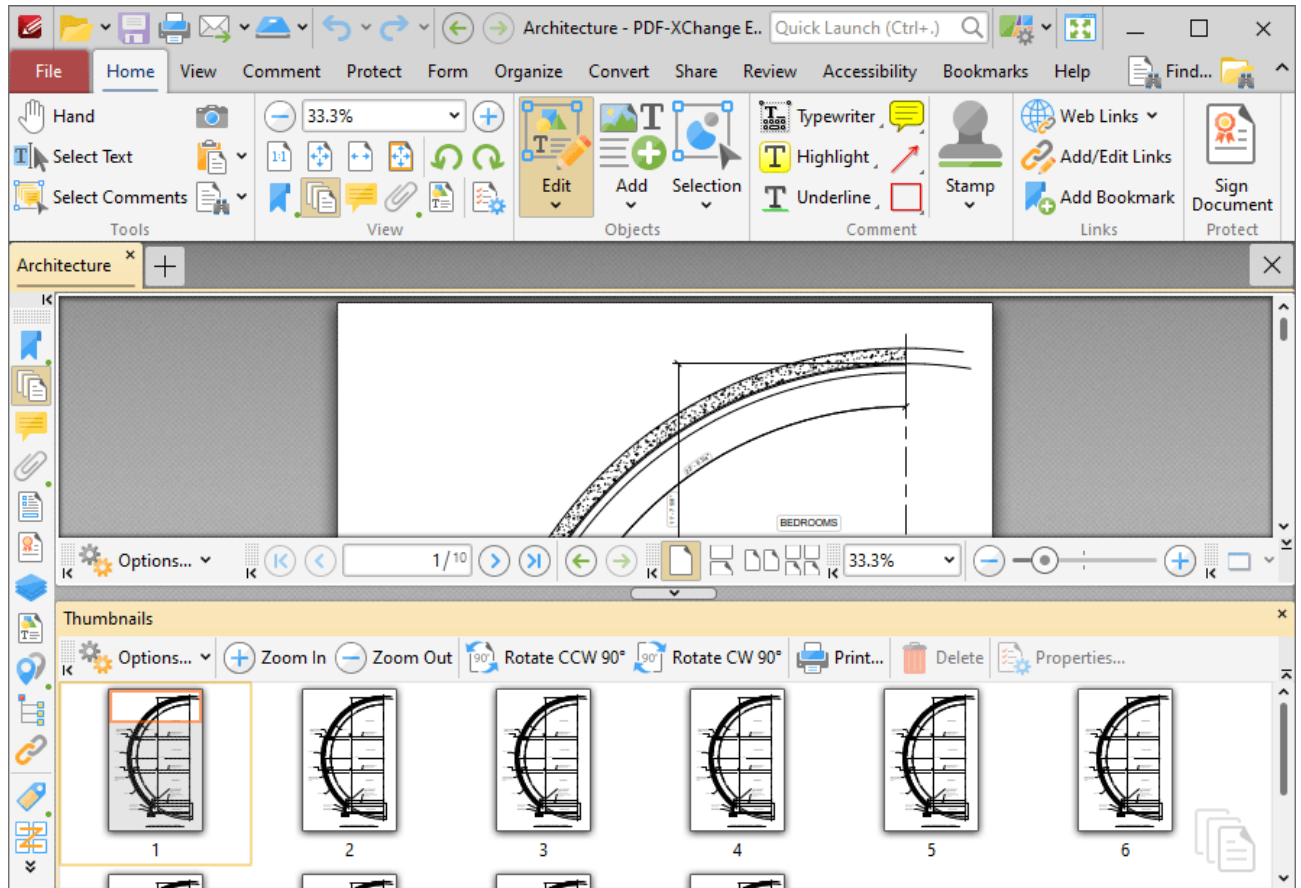 Architecture - PDF-XChange E.. Quick Launch (Ctrl+.)
File Home View Comment Protect Form Organize Convert Share Review Accessibility Bookmarks Help Find...
Hand 33.3% Typewriter Web Links
Select Text 1:1 Highlight Add/Edit Links
Edit Add Selection Stamp Sign
Select Comments Underline Add Bookmark Document
Tools View Objects Comment Links Protect
Architecture
BEDROOMS
Options... 1/10 33.3%
Thumbnails
Options... Zoom In Zoom Out 90° Rotate CCW 90° 90° Rotate CW 90° Print... Delete Properties...
1 2 3 4 5 6